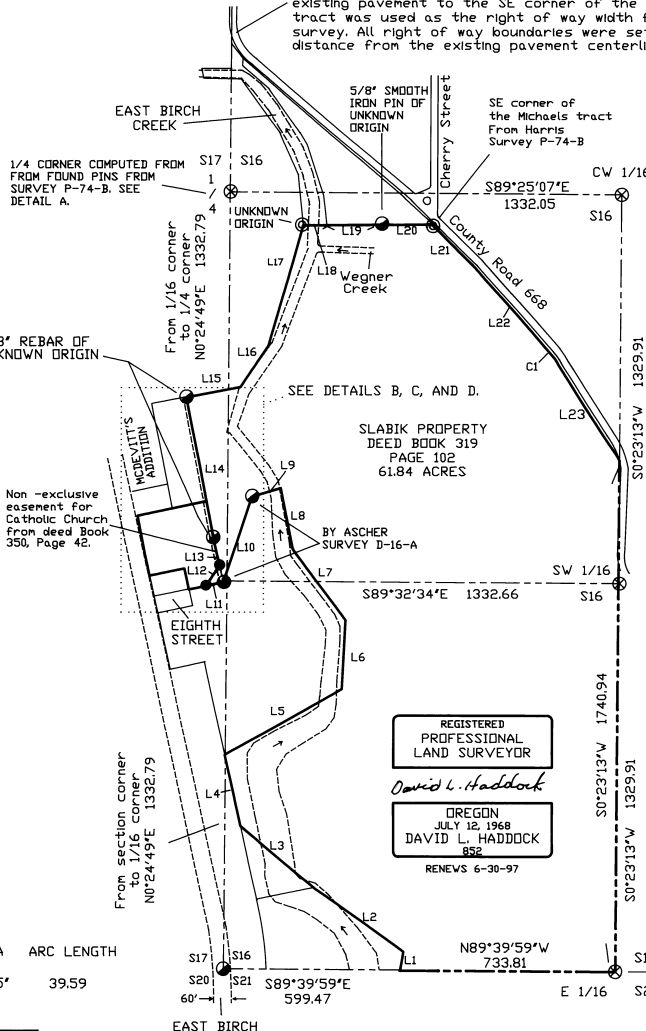 existing pavement to the SE corner of the
tract was used as the right of way width
survey. All right of way boundaries were
distance from the existing pavement
5/8" SMOOTH
IRON PIN OF
UNKNOWN
ORIGIN
Cherry Street
SE corner of
the Michaels tract
From Harris
Survey P-74-B
EAST BIRCH
CREEK
1/4 CORNER COMPUTED FROM
FROM FOUND PINS FROM
SURVEY P-74-B. SEE
DETAIL A.
S17 S16
1
/
4
CW 1/16
S89°25'07"E
1332.05
S16
UNKNOWN
ORIGIN
L19
L20
L21
County Road 668
L17
L18
Wegner
Creek
From 1/16 corner
to 1/4 corner
N0°24'49"E 1332.79
L22
C1
L16
REBAR OF
ORIGIN
L15
L23
S0°23'13"W 1329.91
SEE DETAILS B, C, AND D.
MCDEVITT'S
ADDITION
L14
SLABIK PROPERTY
DEED BOOK 319
PAGE 102
61.84 ACRES
L9
L8
Non -exclusive
easement for
Catholic Church
from deed Book
350, Page 42.
L10
BY ASCHER
SURVEY D-16-A
L13
L12
L11
L7
SW 1/16
S89°32'34"E 1332.66
S16
EIGHTH
STREET
L6
L5
S0°23'13"W 1740.94
REGISTERED
PROFESSIONAL
LAND SURVEYOR
David L. Haddock
OREGON
JULY 12, 1968
DAVID L. HADDOCK
852
RENEWS 6-30-97
L4
S0°23'13"W 1329.91
From section corner
to 1/16 corner
N0°24'49"E 1332.79
L3
L2
ARC LENGTH
39.59
S17 S16
S20 S21
L1
N89°39'59"W
733.81
S89°39'59"E
599.47
E 1/16
60'
EAST BIRCH